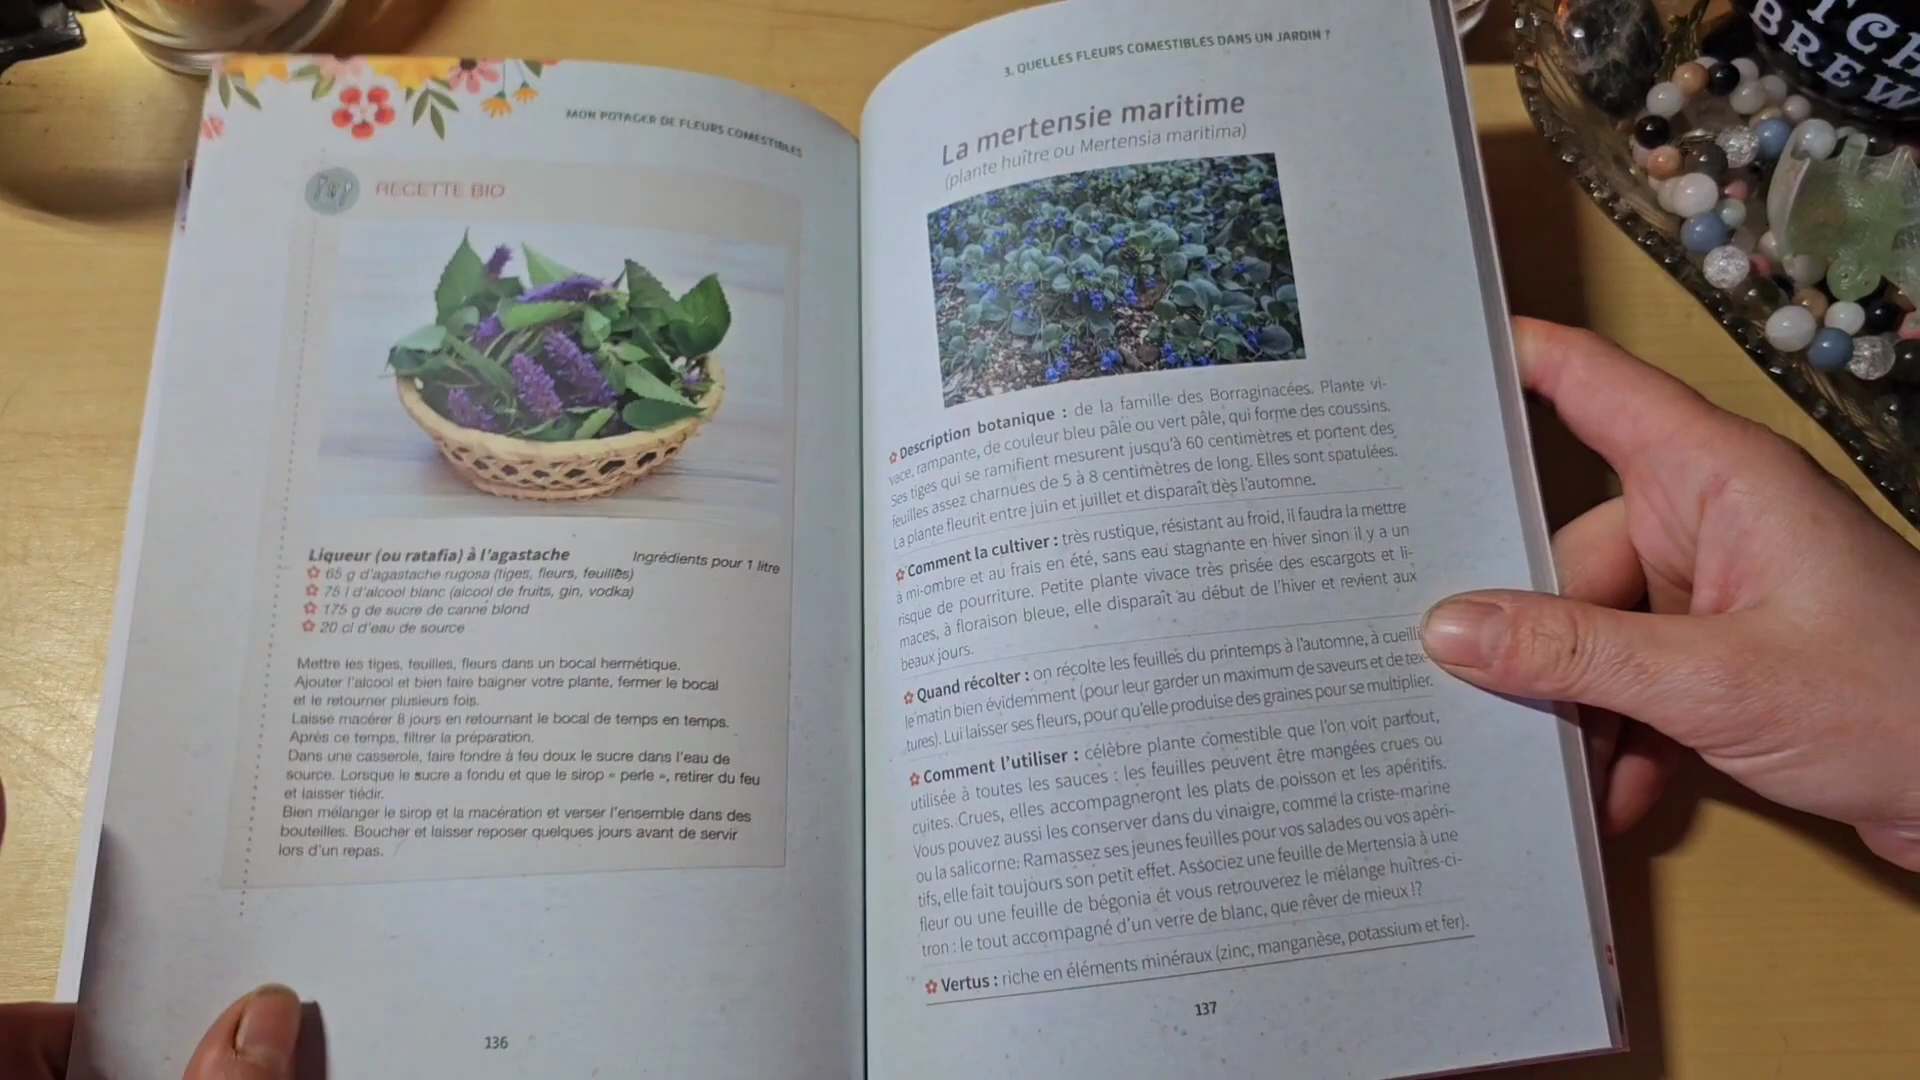 MON POTAGER DE FLEURS COMESTIBLES
RECETTE BIO
Liqueur (ou ratafia) à l'agastache
Ingrédients pour 1 litre
65 g d'agastache rugosa (tiges, fleurs, feuilles)
75 l d'alcool blanc (alcool de fruits, gin, vodka)
175 g de sucre de canne blond
20 cl d'eau de source
Mettre les tiges, feuilles, fleurs dans un bocal hermétique.
Ajouter l'alcool et bien faire baigner votre plante, fermer le bocal
et le retourner plusieurs fois.
Laisse macérer 8 jours en retournant le bocal de temps en temps.
Après ce temps, filtrer la préparation.
Dans une casserole, faire fondre à feu doux le sucre dans l'eau de
source. Lorsque le sucre a fondu et que le sirop « perle », retirer du feu
et laisser tiédir.
Bien mélanger le sirop et la macération et verser l'ensemble dans des
bouteilles. Boucher et laisser reposer quelques jours avant de servir
lors d'un repas.
136
3. QUELLES FLEURS COMESTIBLES DANS UN JARDIN ?
La mertensie maritime
(plante huître ou Mertensia maritima)
Description botanique : de la famille des Borraginacées. Plante vi-
vace, rampante, de couleur bleu pâle ou vert pâle, qui forme des coussins.
Ses tiges qui se ramifient mesurent jusqu'à 60 centimètres et portent des
feuilles assez charnues de 5 à 8 centimètres de long. Elles sont spatulées.
La plante fleurit entre juin et juillet et disparaît dès l'automne.
Comment la cultiver : très rustique, résistant au froid, il faudra la mettre
à mi-ombre et au frais en été, sans eau stagnante en hiver sinon il y a un
risque de pourriture. Petite plante vivace très prisée des escargots et li-
maces, à floraison bleue, elle disparaît au début de l'hiver et revient aux
beaux jours.
Quand récolter : on récolte les feuilles du printemps à l'automne, à cueilli
le matin bien évidemment (pour leur garder un maximum de saveurs et de tex-
tures). Lui laisser ses fleurs, pour qu'elle produise des graines pour se multiplier.
Comment l'utiliser : célèbre plante comestible que l'on voit partout,
utilisée à toutes les sauces : les feuilles peuvent être mangées crues ou
cuites. Crues, elles accompagneront les plats de poisson et les apéritifs.
Vous pouvez aussi les conserver dans du vinaigre, comme la criste-marine
ou la salicorne. Ramassez ses jeunes feuilles pour vos salades ou vos apéri-
tifs, elle fait toujours son petit effet. Associez une feuille de Mertensia à une
fleur ou une feuille de bégonia et vous retrouverez le mélange huîtres-ci-
tron : le tout accompagné d'un verre de blanc, que rêver de mieux !?
Vertus : riche en éléments minéraux (zinc, manganèse, potassium et fer).
137
BREW